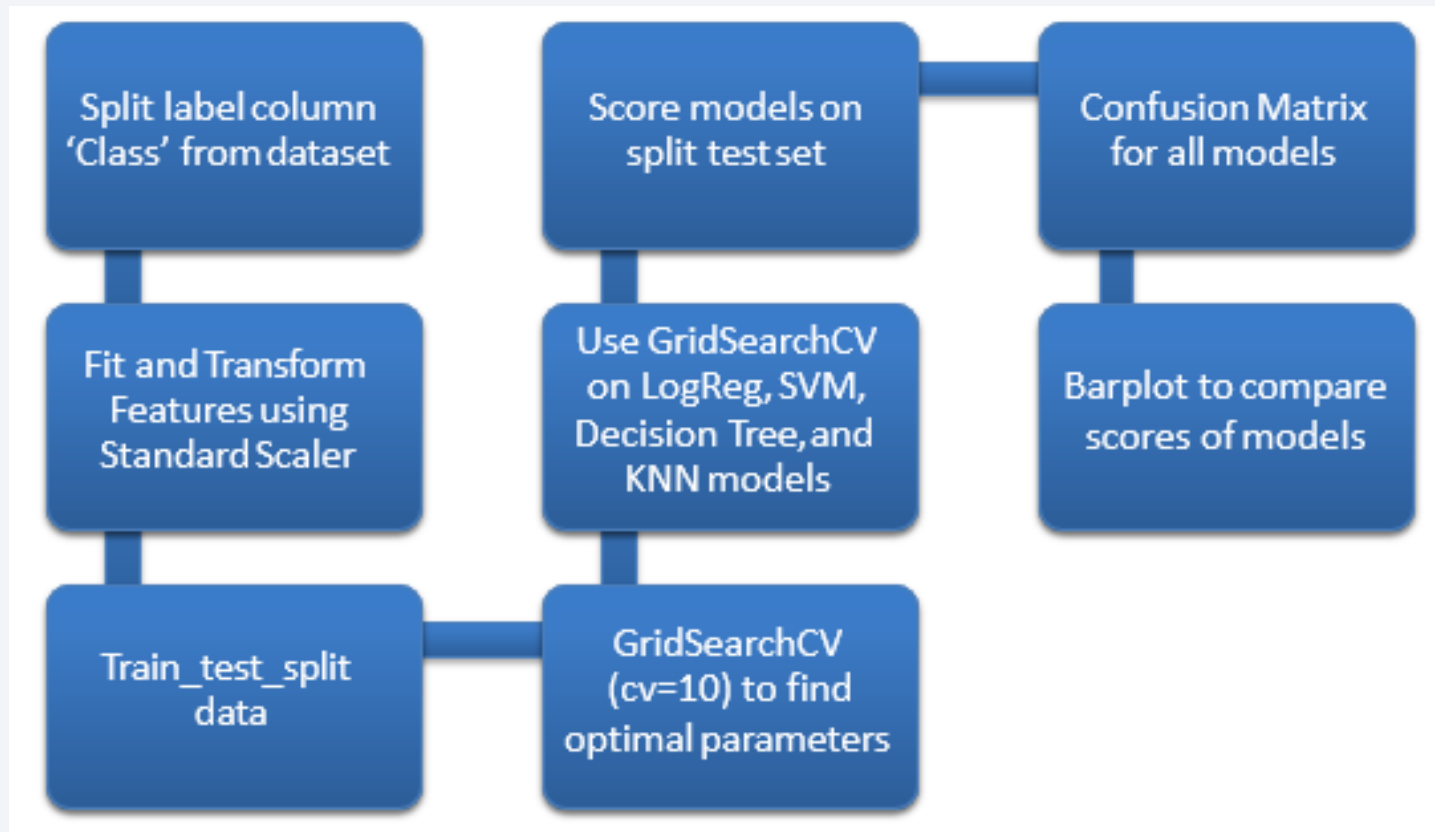 Split label column
‘Class’ from dataset
Fit and Transform
Features using
Standard Scaler
Train_test_split
data
GridSearchCV
(cv=10) to find
optimal parameters
Use GridSearchCV
on LogReg, SVM,
Decision Tree, and
KNN models
Score models on
split test set
Confusion Matrix
for all models
Barplot to compare
scores of models